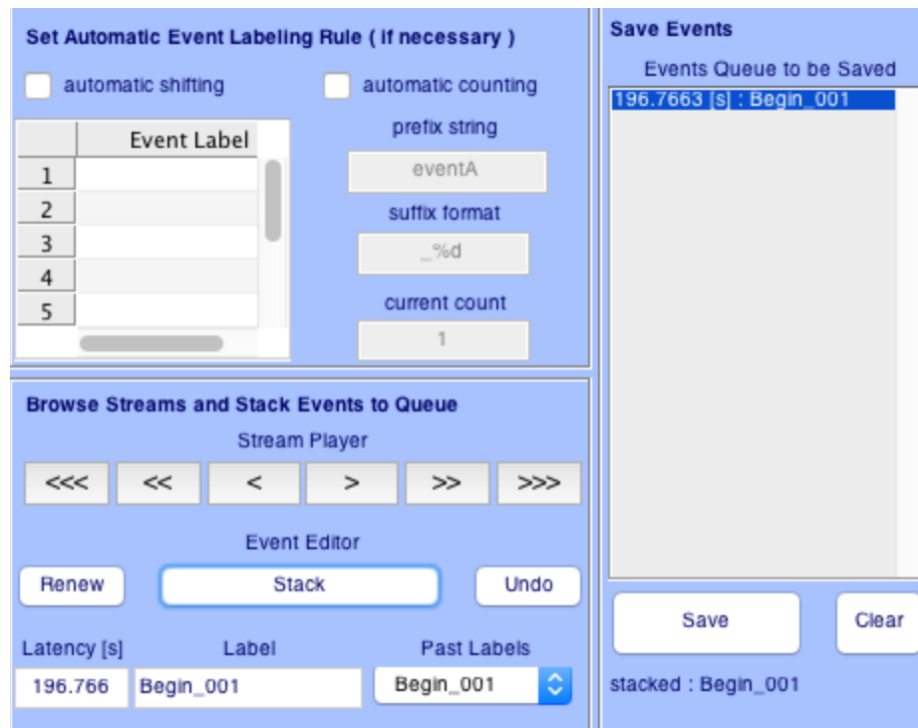 Set Automatic Event Labeling Rule ( if necessary )
automatic shifting
automatic counting
Event Label
1
2
3
4
5
prefix string
eventA
suffix format
_%d
current count
1
Browse Streams and Stack Events to Queue
Stream Player
<<< << < > >> >>>
Event Editor
Renew Stack Undo
Latency [s] Label Past Labels
196.766 Begin_001 Begin_001
Save Events
Events Queue to be Saved
196.7663 [s] : Begin_001
Save Clear
stacked : Begin_001